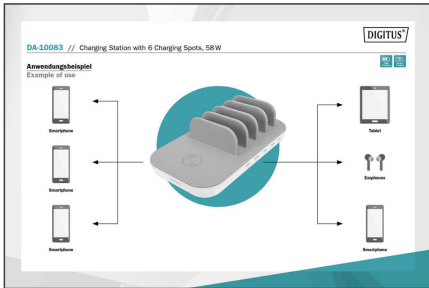 DIGITUS®
DA-10083 // Charging Station with 6 Charging Spots, 58 W
Anwendungsbeispiel
Example of use
Smartphone
Tablet
Smartphone
Earphones
Smartphone
Smartphone